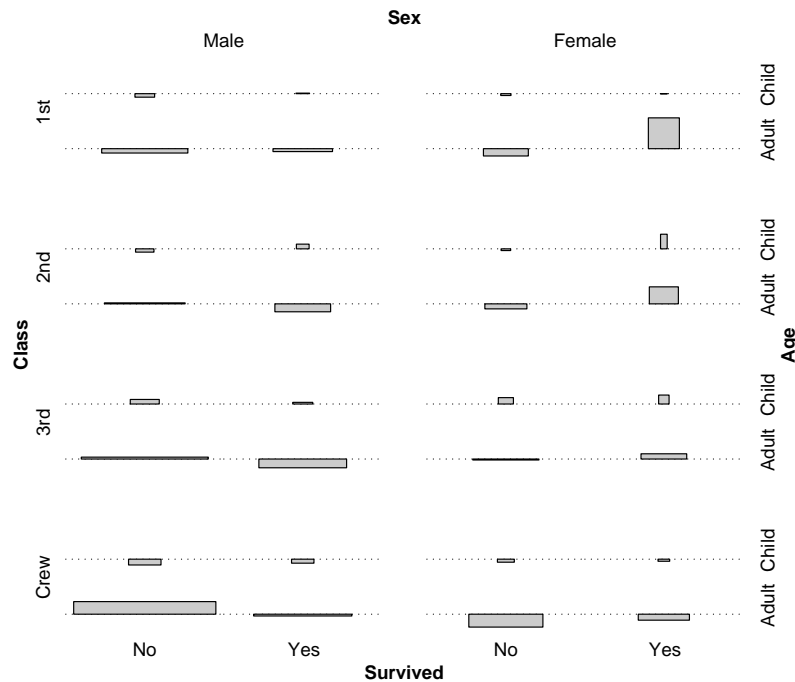 Sex
Male Female
1st
Child
Adult
2nd
Child
Adult
Class
Age
3rd
Child
Adult
Crew
Child
Adult
No Yes No Yes
Survived